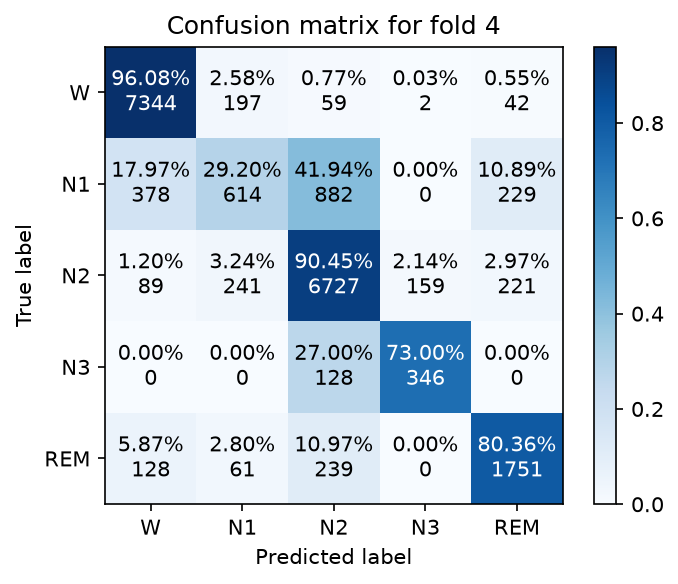 Confusion matrix for fold 4
True label
W
96.08% 2.58% 0.77% 0.03% 0.55%
7344 197 59 2 42
N1
17.97% 29.20% 41.94% 0.00% 10.89%
378 614 882 0 229
N2
1.20% 3.24% 90.45% 2.14% 2.97%
89 241 6727 159 221
N3
0.00% 0.00% 27.00% 73.00% 0.00%
0 0 128 346 0
REM
5.87% 2.80% 10.97% 0.00% 80.36%
128 61 239 0 1751
W N1 N2 N3 REM
Predicted label
0.8
0.6
0.4
0.2
0.0